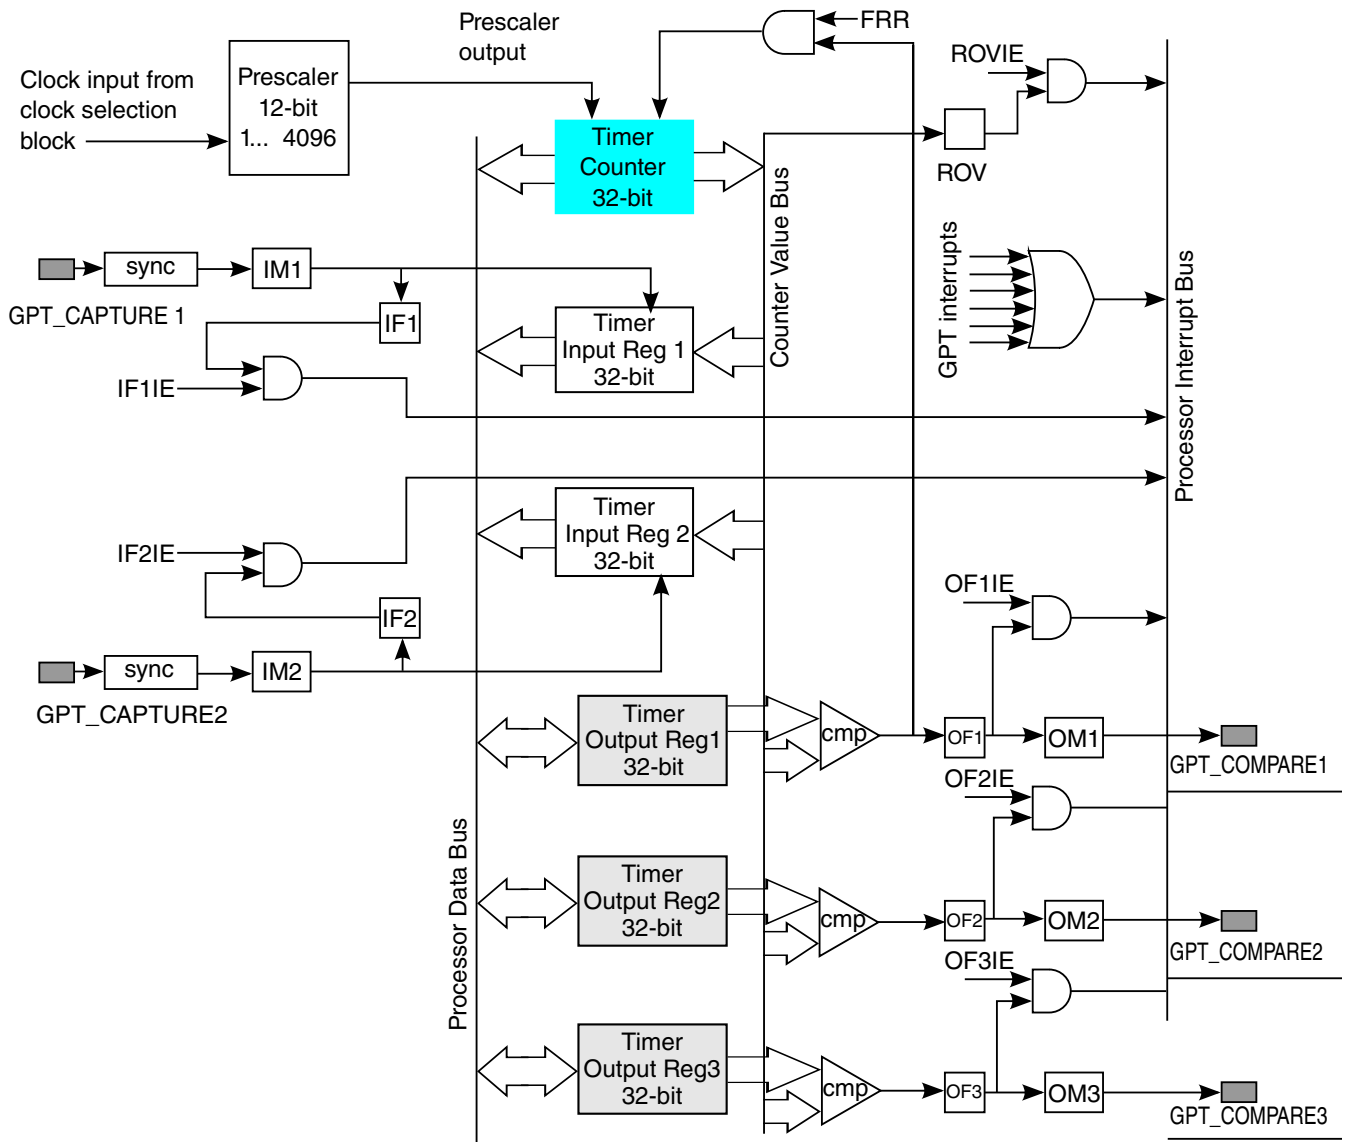 Prescaler
output
FRR
ROVIE
Clock input from
clock selection
block
Prescaler
12-bit
1... 4096
Timer
Counter
32-bit
ROV
Counter Value Bus
GPT interrupts
Processor Interrupt Bus
sync
IM1
GPT_CAPTURE 1
IF1
Timer
Input Reg 1
32-bit
IF1IE
Timer
Input Reg 2
32-bit
IF2IE
IF2
OF1IE
sync
IM2
GPT_CAPTURE2
Timer
Output Reg1
32-bit
cmp
OF1
OM1
GPT_COMPARE1
OF2IE
Processor Data Bus
Timer
Output Reg2
32-bit
cmp
OF2
OM2
GPT_COMPARE2
OF3IE
Timer
Output Reg3
32-bit
cmp
OF3
OM3
GPT_COMPARE3